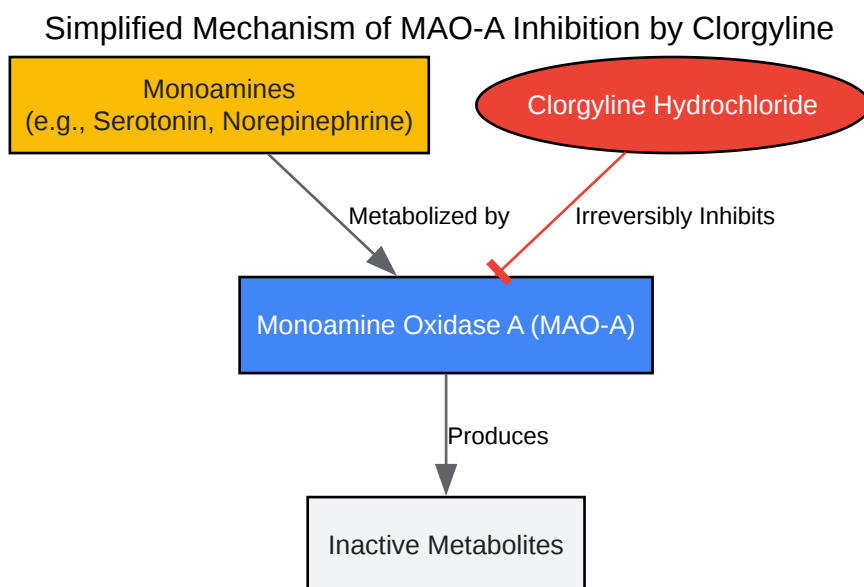 Simplified Mechanism of MAO-A Inhibition by Clorgyline
Monoamines
(e.g., Serotonin, Norepinephrine)
Clorgyline Hydrochloride
Metabolized by
Irreversibly Inhibits
Monoamine Oxidase A (MAO-A)
Produces
Inactive Metabolites